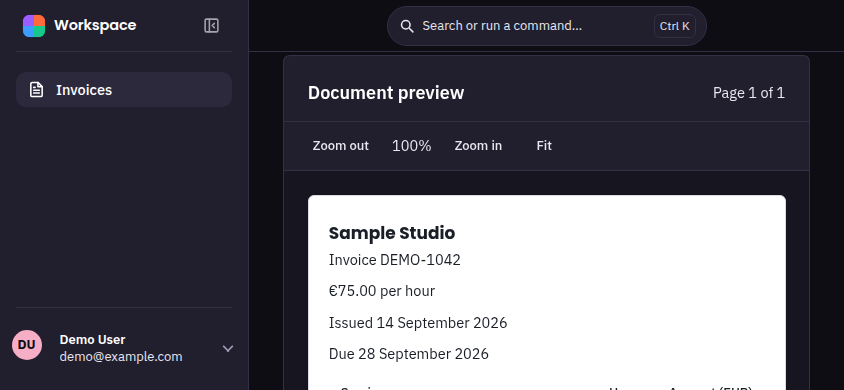 Workspace
Search or run a command...
Ctrl K
Invoices
Document preview
Page 1 of 1
Zoom out
100%
Zoom in
Fit
Sample Studio
Invoice DEMO-1042
€75.00 per hour
Issued 14 September 2026
Due 28 September 2026
DU
Demo User
demo@example.com